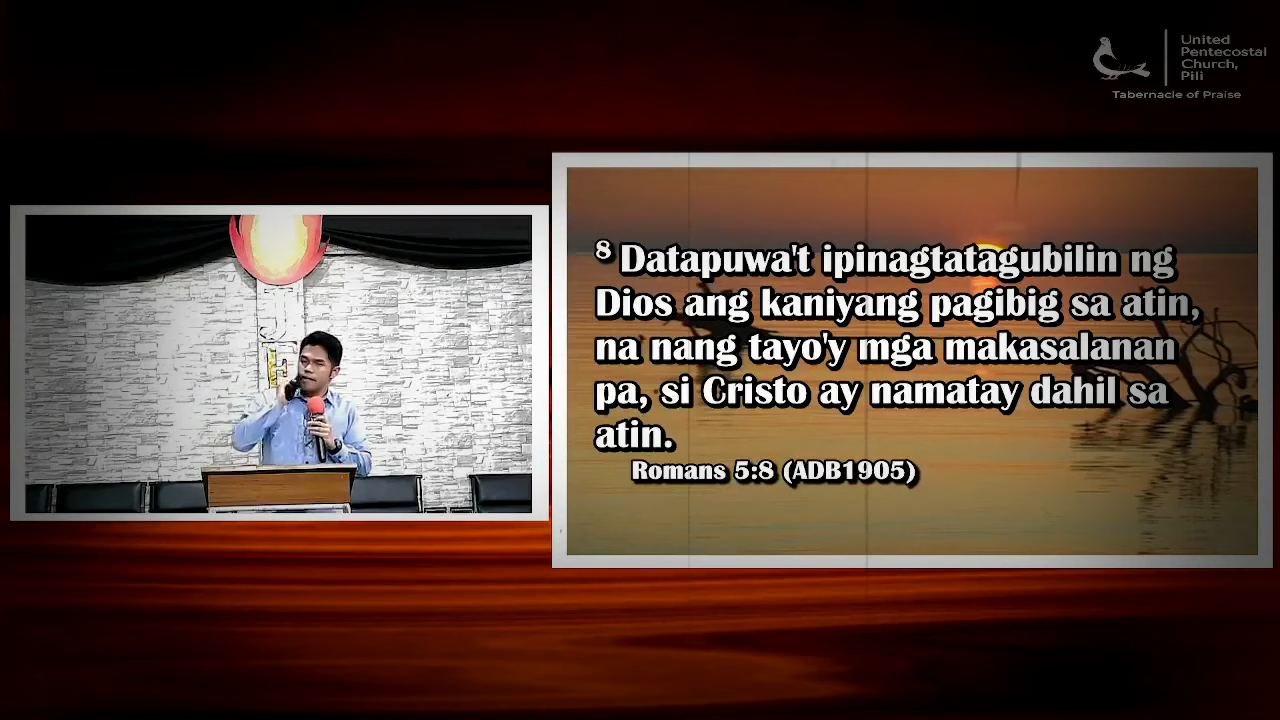 United
Pentecostal
Church,
Pili
Tabernacle of Praise
8 Datapuwa't ipinagtatagubilin ng
Dios ang kaniyang pagibig sa atin,
na nang tayo'y mga makasalanan
pa, si Cristo ay namatay dahil sa
atin.
Romans 5:8 (ADB1905)